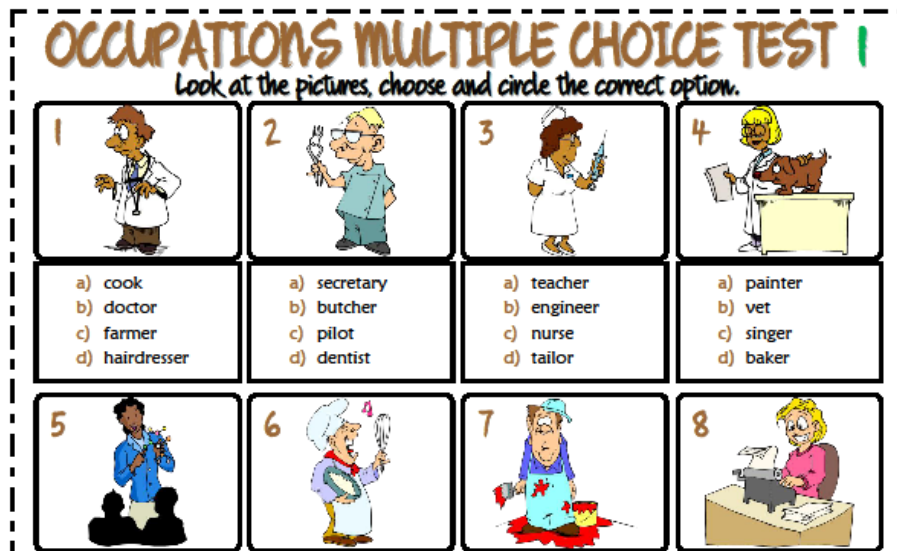 OCCUPATIONS MULTIPLE CHOICE TEST 1
Look at the pictures, choose and circle the correct option.
1
2
3
4
a) cook
b) doctor
c) farmer
d) hairdresser
a) secretary
b) butcher
c) pilot
d) dentist
a) teacher
b) engineer
c) nurse
d) tailor
a) painter
b) vet
c) singer
d) baker
5
6
7
8